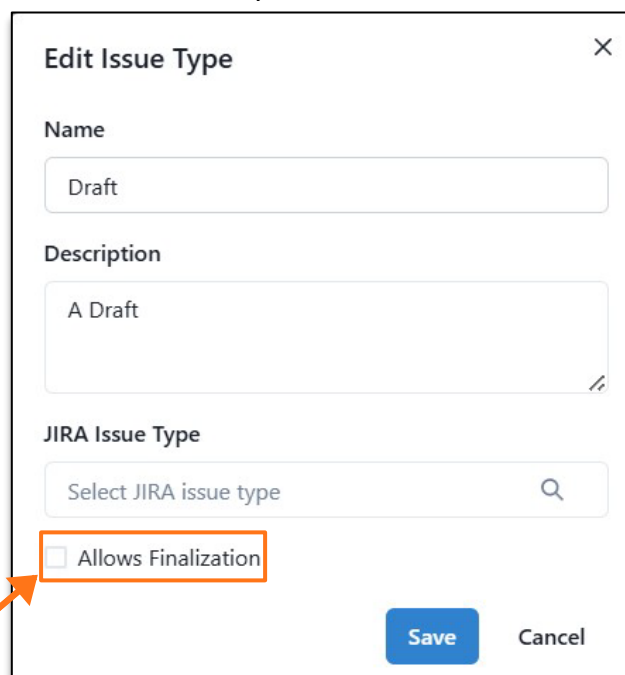 Edit Issue Type
Name
Draft
Description
A Draft
JIRA Issue Type
Select JIRA issue type
Allows Finalization
Save Cancel